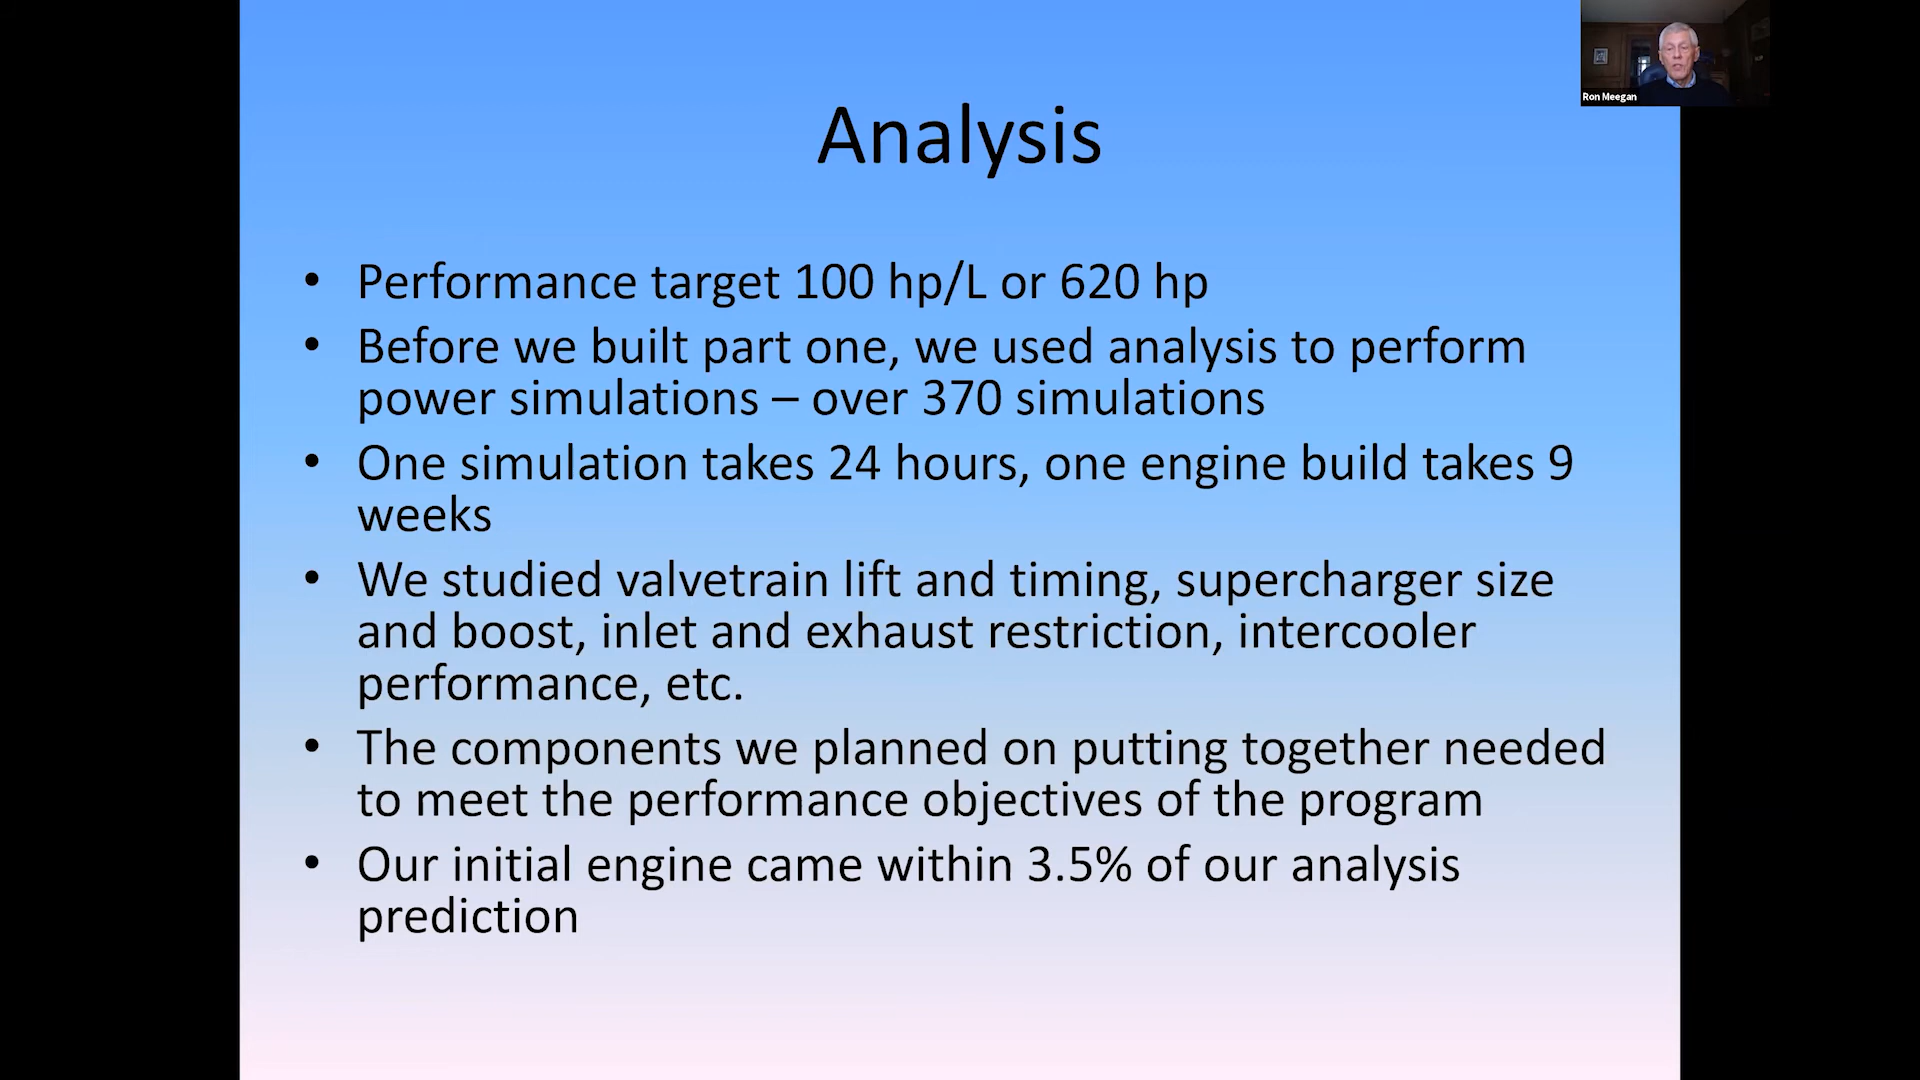 Ron Meegan
Analysis
• Performance target 100 hp/L or 620 hp
• Before we built part one, we used analysis to perform
power simulations – over 370 simulations
• One simulation takes 24 hours, one engine build takes 9
weeks
• We studied valvetrain lift and timing, supercharger size
and boost, inlet and exhaust restriction, intercooler
performance, etc.
• The components we planned on putting together needed
to meet the performance objectives of the program
• Our initial engine came within 3.5% of our analysis
prediction